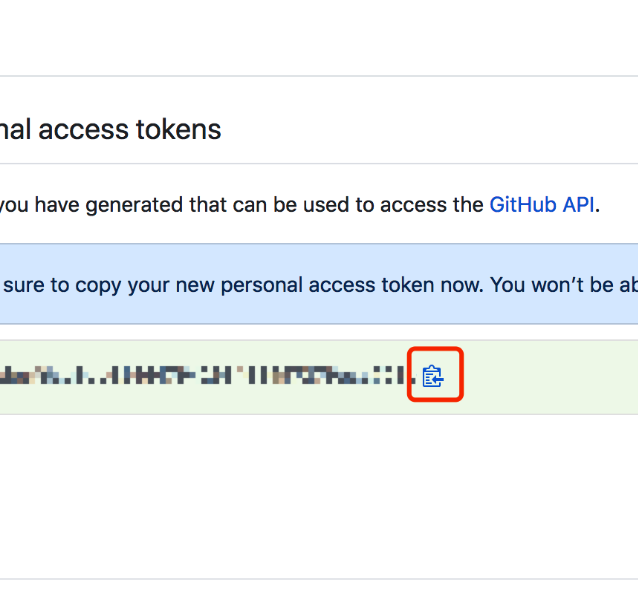 nal access tokens
you have generated that can be used to access the GitHub API.
sure to copy your new personal access token now. You won’t be ab